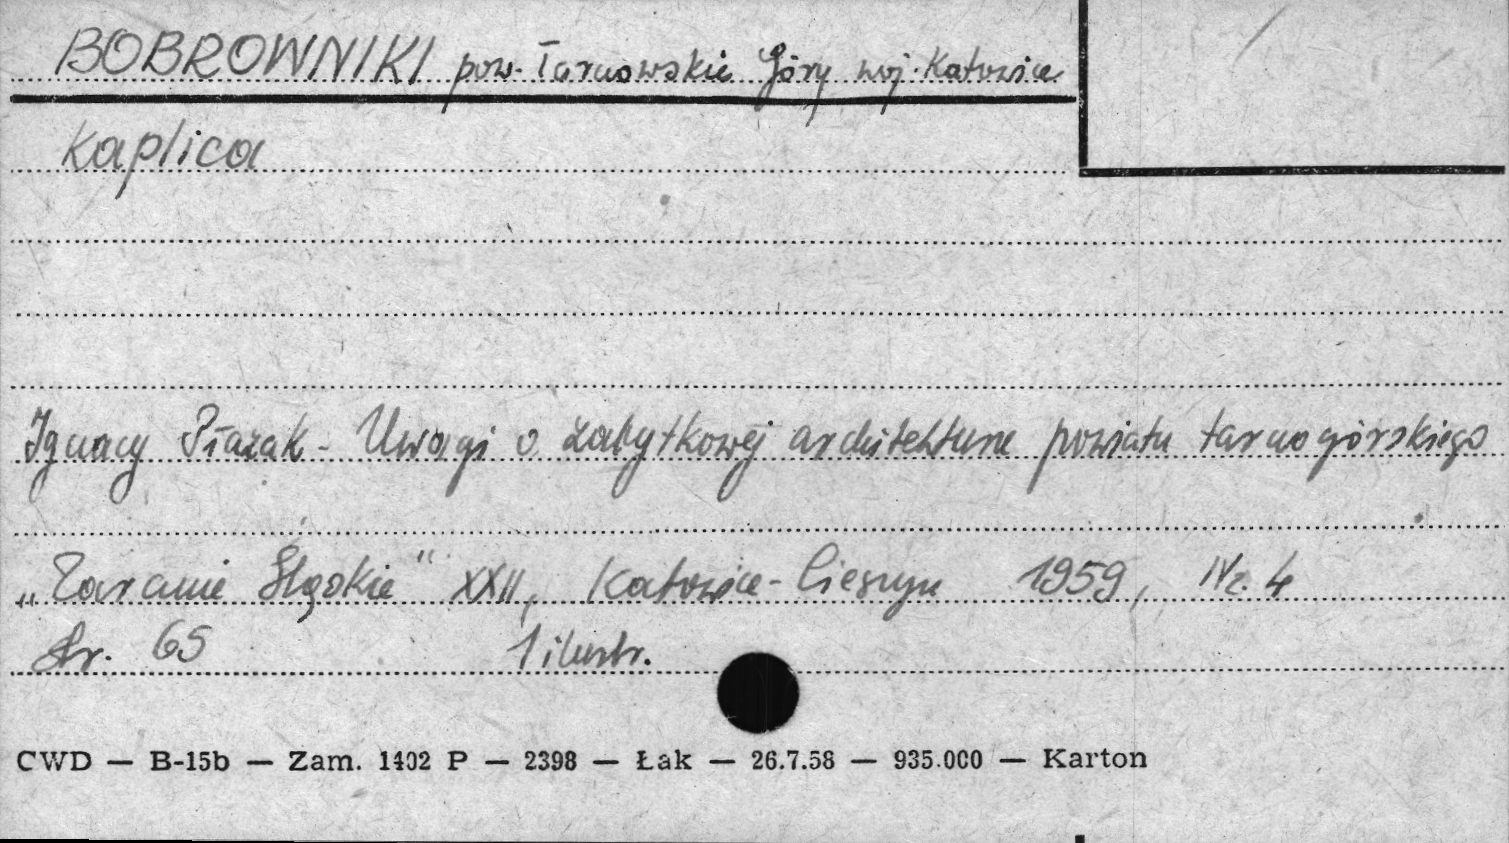 BOBROWNIKI pow. Tarnowskie Góry woj. Katowice
Kaplica
Ignacy Płazak - Uwagi o zabytkowej architekturze powiatu tarnogórskiego
„Zaranie Śląskie" XXII, Katowice - Cieszyn 1959, Nr. 4
str. 65 1 ilustr.
CWD — B-15b — Zam. 1402 P — 2398 — Łak — 26.7.58 — 935.000 — Karton